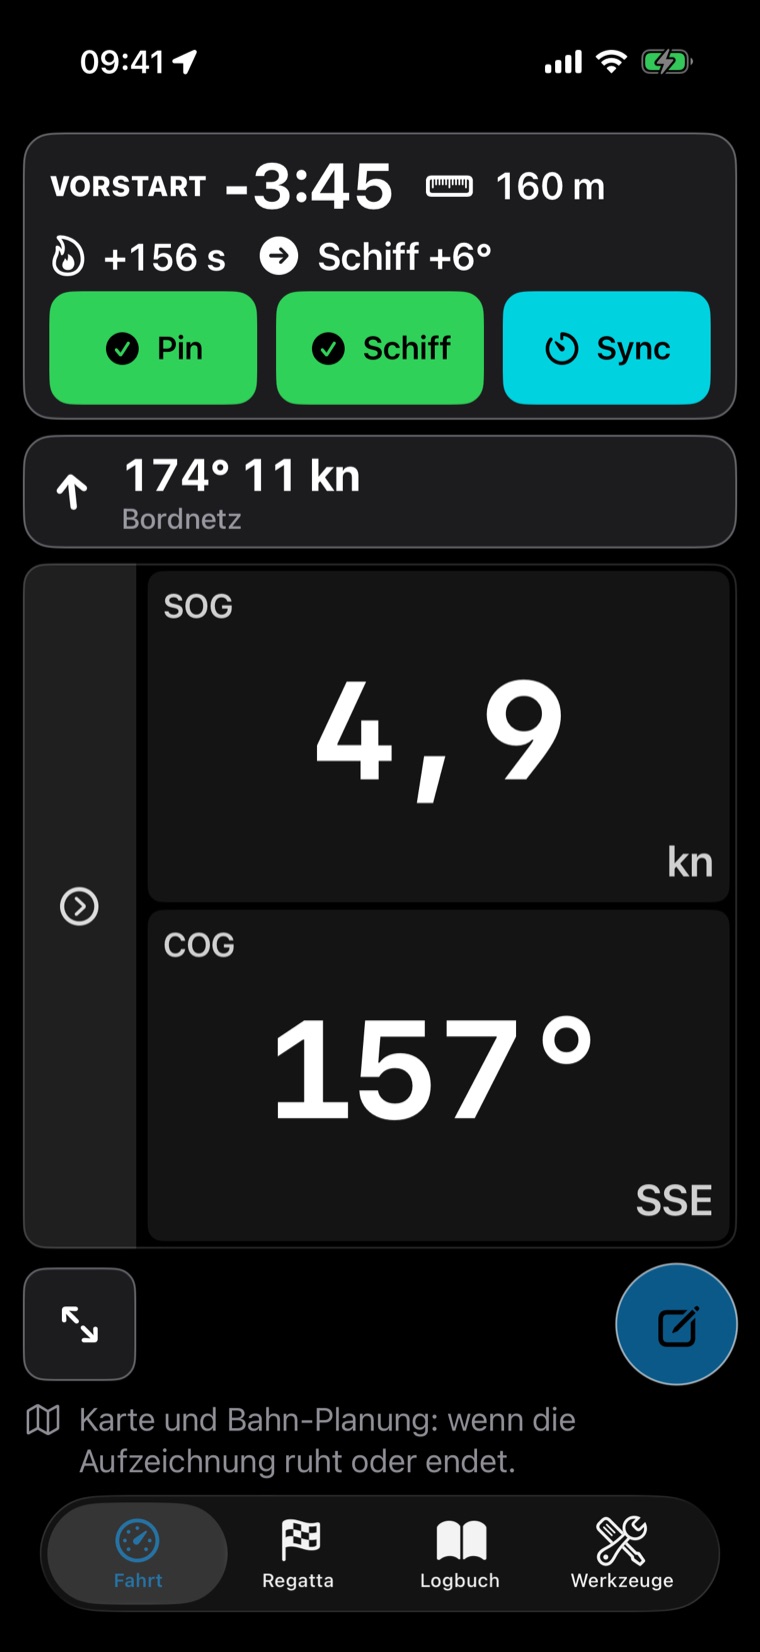 09:41
VORSTART -3:45 160 m
+156 s Schiff +6°
Pin Schiff Sync
174° 11 kn
Bordnetz
SOG
4,9
kn
COG
157°
SSE
Karte und Bahn-Planung: wenn die
Aufzeichnung ruht oder endet.
Fahrt Regatta Logbuch Werkzeuge